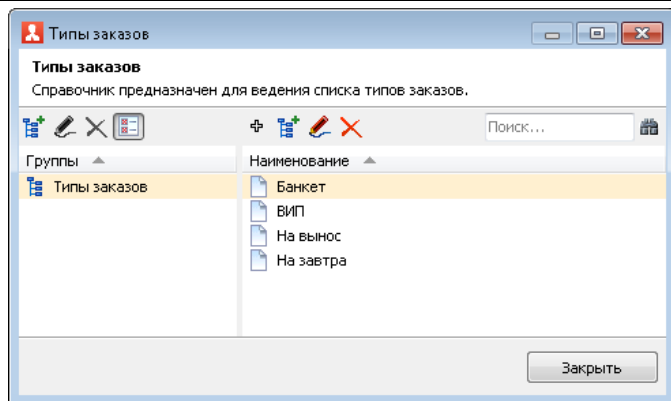 Типы заказов
Типы заказов
Справочник предназначен для ведения списка типов заказов.
Поиск...
Группы
Наименование
Типы заказов
Банкет
ВИП
На вынос
На завтра
Закрыть